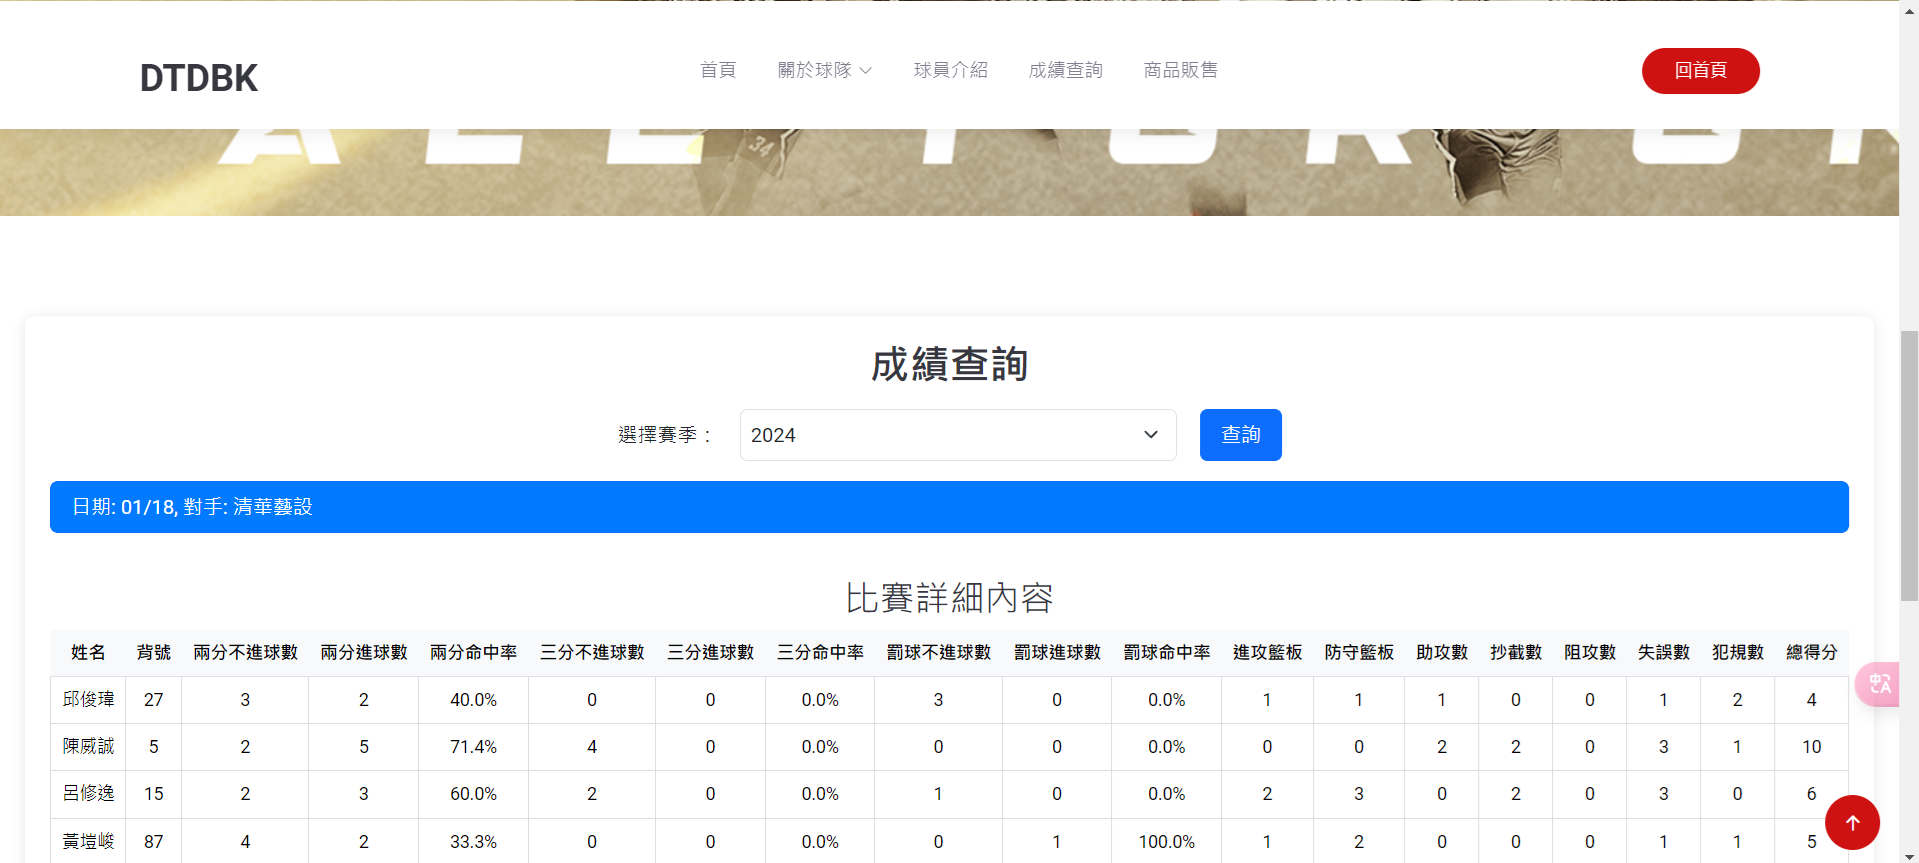 DTDBK
首頁 關於球隊 球員介紹 成績查詢 商品販售
回首頁
34
成績查詢
選擇賽季： 2024 查詢
日期: 01/18, 對手: 清華藝設
比賽詳細內容
姓名 背號 兩分不進球數 兩分進球數 兩分命中率 三分不進球數 三分進球數 三分命中率 罰球不進球數 罰球進球數 罰球命中率 進攻籃板 防守籃板 助攻數 抄截數 阻攻數 失誤數 犯規數 總得分
邱俊瑋 27 3 2 40.0% 0 0 0.0% 3 0 0.0% 1 1 1 0 0 1 2 4
陳威誠 5 2 5 71.4% 4 0 0.0% 0 0 0.0% 0 0 2 2 0 3 1 10
呂修逸 15 2 3 60.0% 2 0 0.0% 1 0 0.0% 2 3 0 2 0 3 0 6
黃塏峻 87 4 2 33.3% 0 0 0.0% 0 1 100.0% 1 2 0 0 0 1 1 5